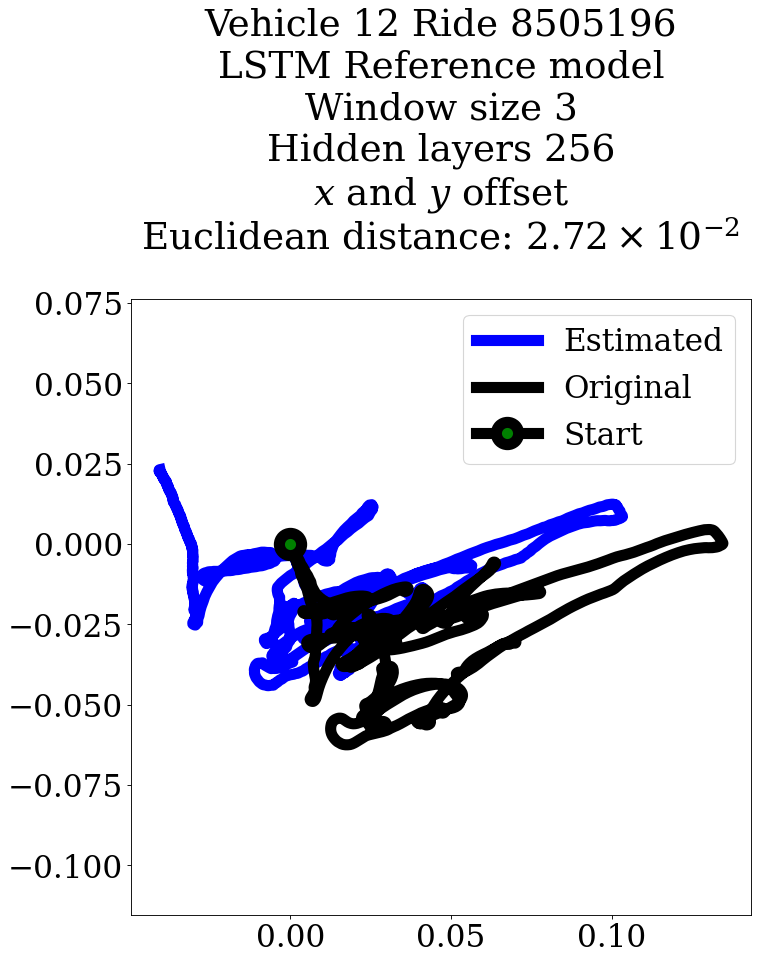 Vehicle 12 Ride 8505196
LSTM Reference model
Window size 3
Hidden layers 256
x and y offset
Euclidean distance: 2.72 × 10⁻²
0.075
0.050
0.025
0.000
−0.025
−0.050
−0.075
−0.100
Estimated
Original
Start
0.00 0.05 0.10